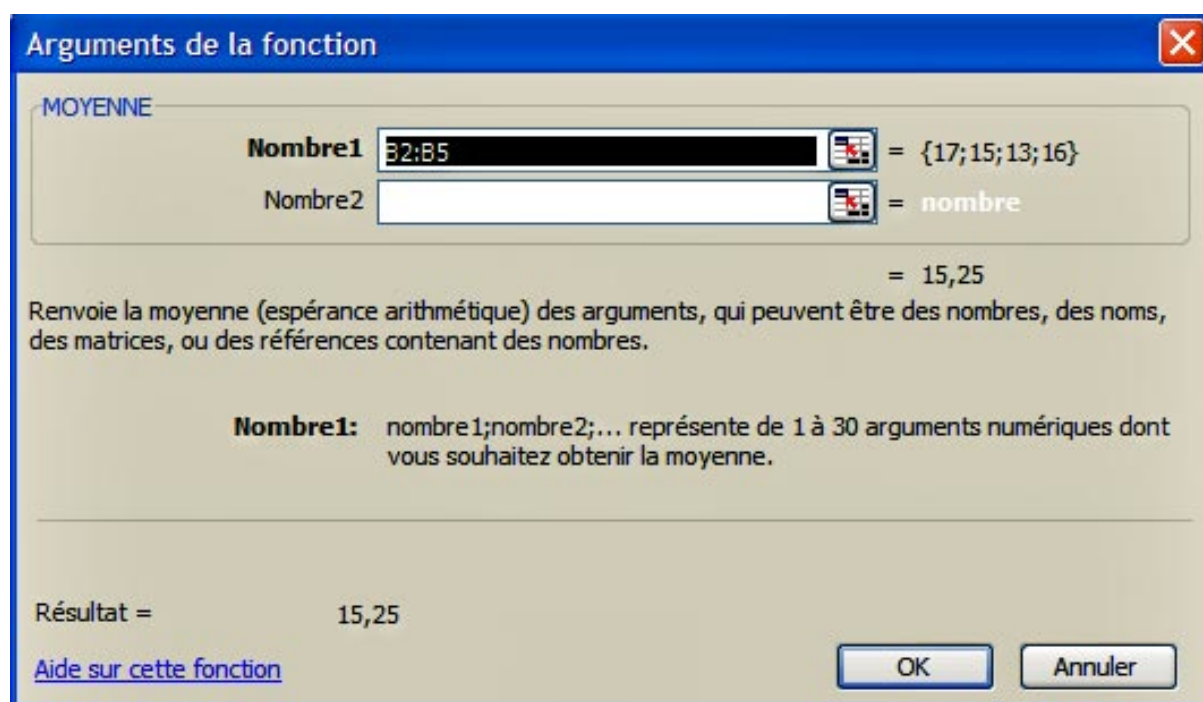 Arguments de la fonction
MOYENNE
Nombre1 B2:B5 = {17;15;13;16}
Nombre2 = nombre
= 15,25
Renvoie la moyenne (espérance arithmétique) des arguments, qui peuvent être des nombres, des noms,
des matrices, ou des références contenant des nombres.
Nombre1: nombre1;nombre2;... représente de 1 à 30 arguments numériques dont
vous souhaitez obtenir la moyenne.
Résultat = 15,25
Aide sur cette fonction OK Annuler